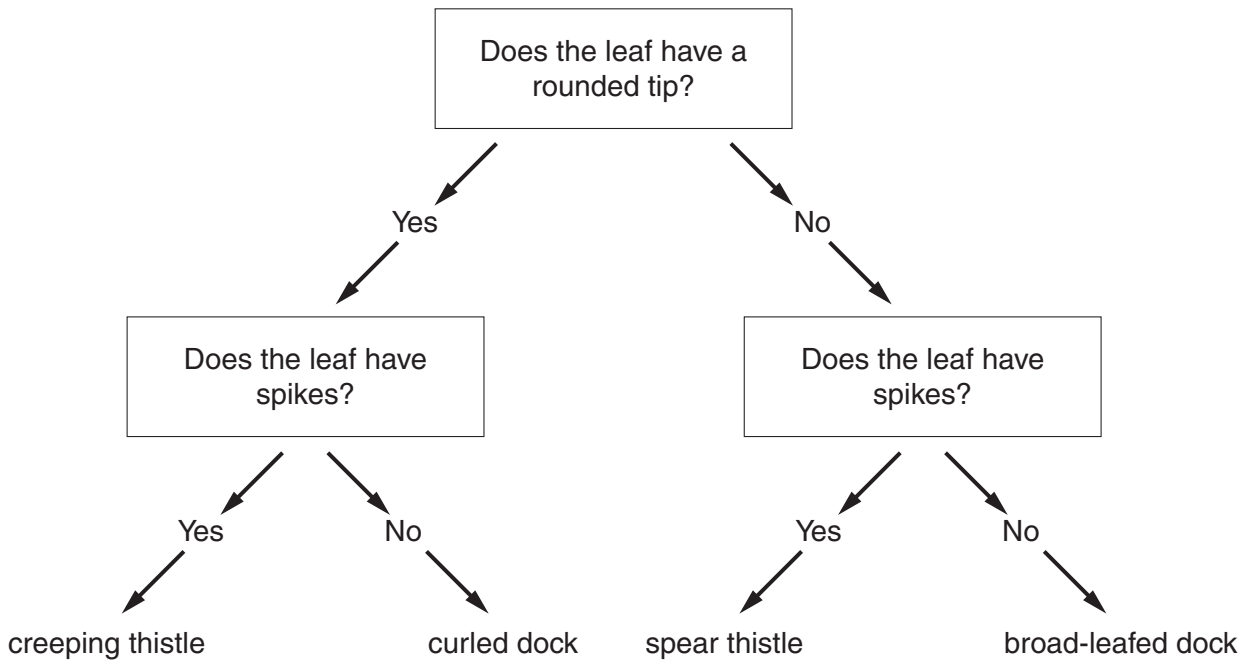 Does the leaf have a
rounded tip?
Yes
No
Does the leaf have
spikes?
Does the leaf have
spikes?
Yes
No
Yes
No
creeping thistle
curled dock
spear thistle
broad-leafed dock